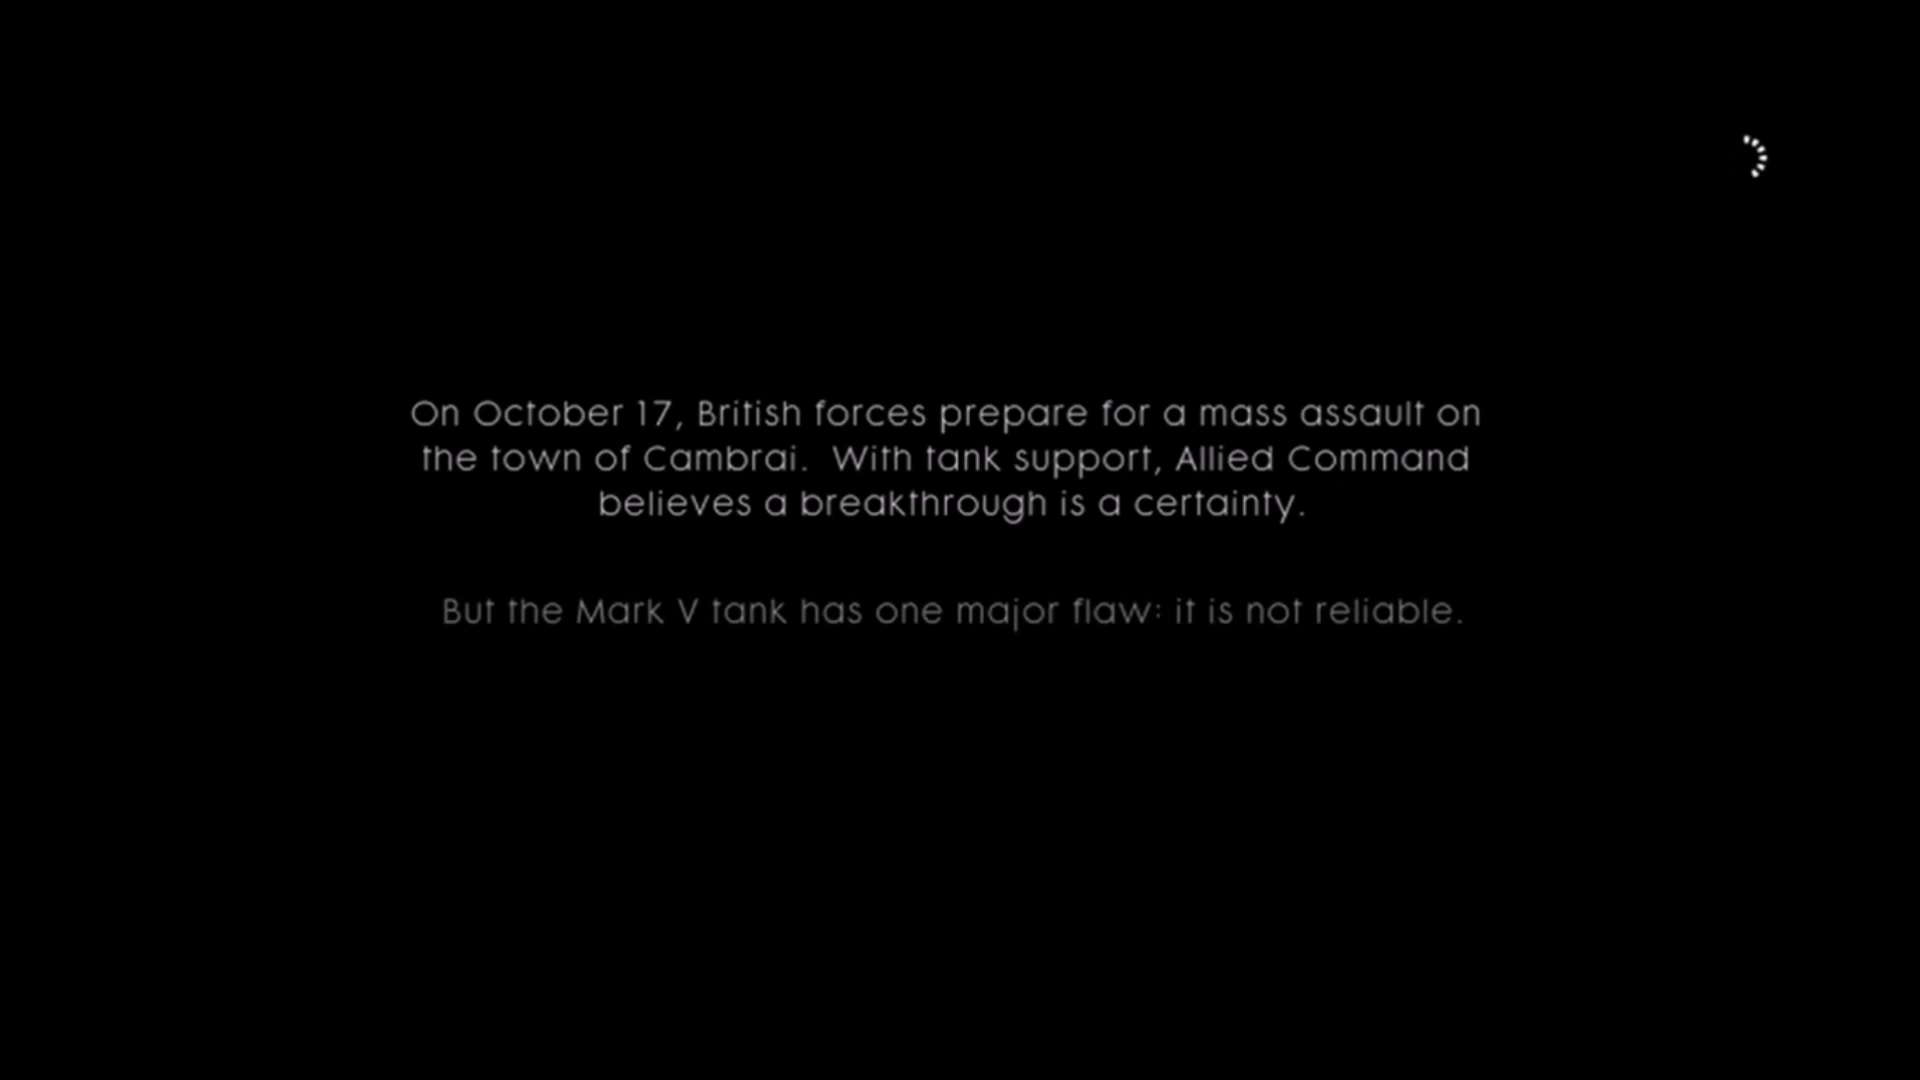 On October 17, British forces prepare for a mass assault on
the town of Cambrai.  With tank support, Allied Command
believes a breakthrough is a certainty.
But the Mark V tank has one major flaw: it is not reliable.